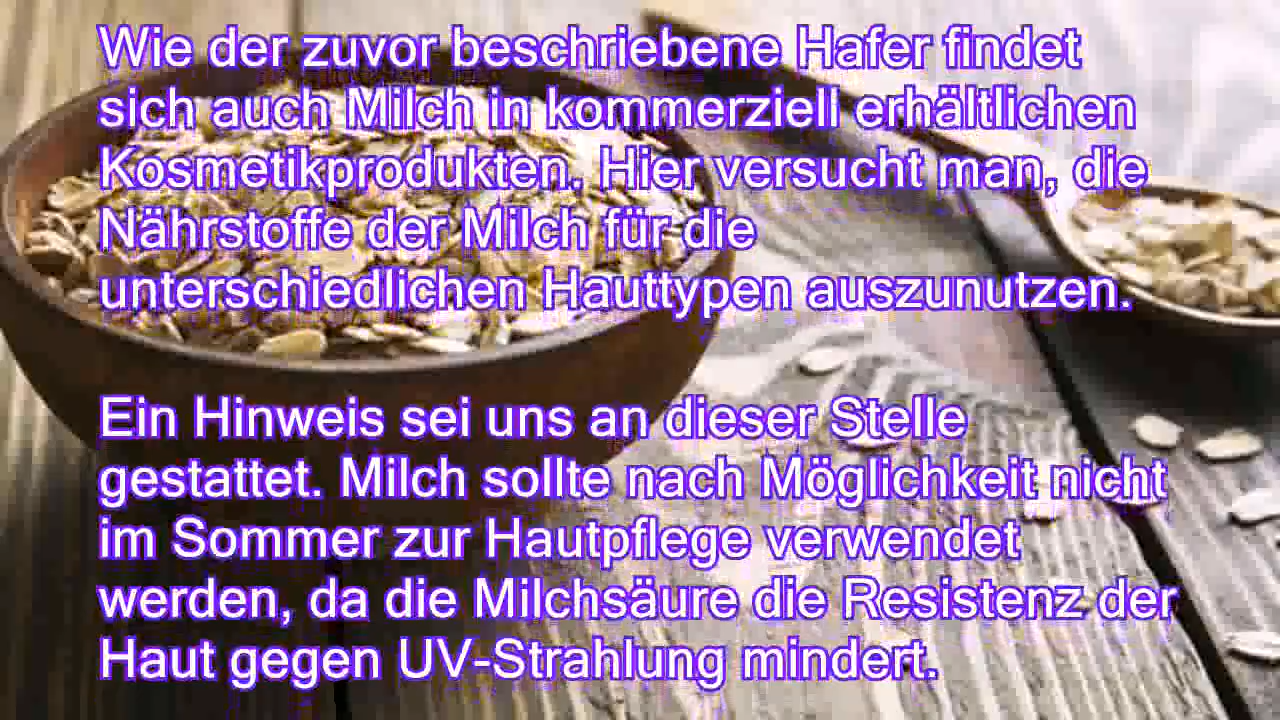 Wie der zuvor beschriebene Hafer findet
sich auch Milch in kommerziell erhältlichen
Kosmetikprodukten. Hier versucht man, die
Nährstoffe der Milch für die
unterschiedlichen Hauttypen auszunutzen.
Ein Hinweis sei uns an dieser Stelle
gestattet. Milch sollte nach Möglichkeit nicht
im Sommer zur Hautpflege verwendet
werden, da die Milchsäure die Resistenz der
Haut gegen UV-Strahlung mindert.